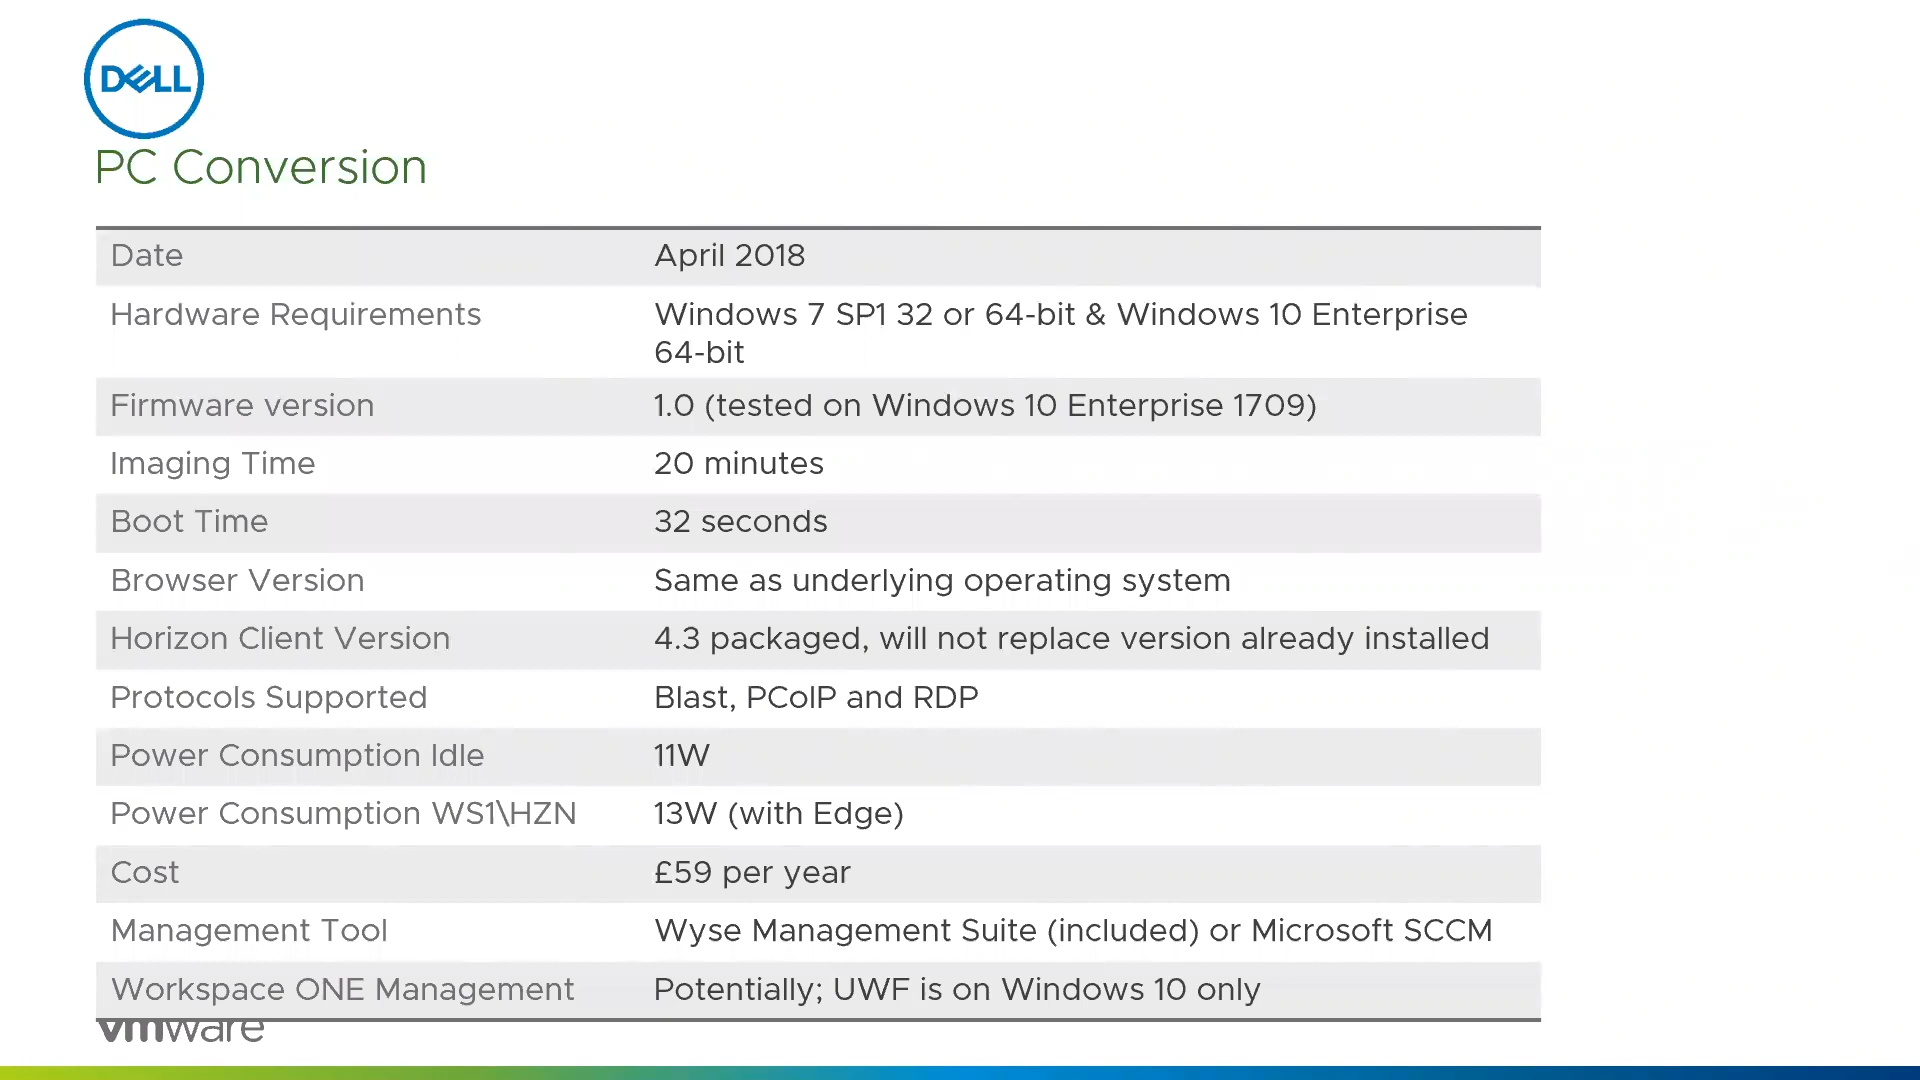 DELL
PC Conversion
Date April 2018
Hardware Requirements Windows 7 SP1 32 or 64-bit & Windows 10 Enterprise
64-bit
Firmware version 1.0 (tested on Windows 10 Enterprise 1709)
Imaging Time 20 minutes
Boot Time 32 seconds
Browser Version Same as underlying operating system
Horizon Client Version 4.3 packaged, will not replace version already installed
Protocols Supported Blast, PCoIP and RDP
Power Consumption Idle 11W
Power Consumption WS1\HZN 13W (with Edge)
Cost £59 per year
Management Tool Wyse Management Suite (included) or Microsoft SCCM
Workspace ONE Management Potentially; UWF is on Windows 10 only
vmware